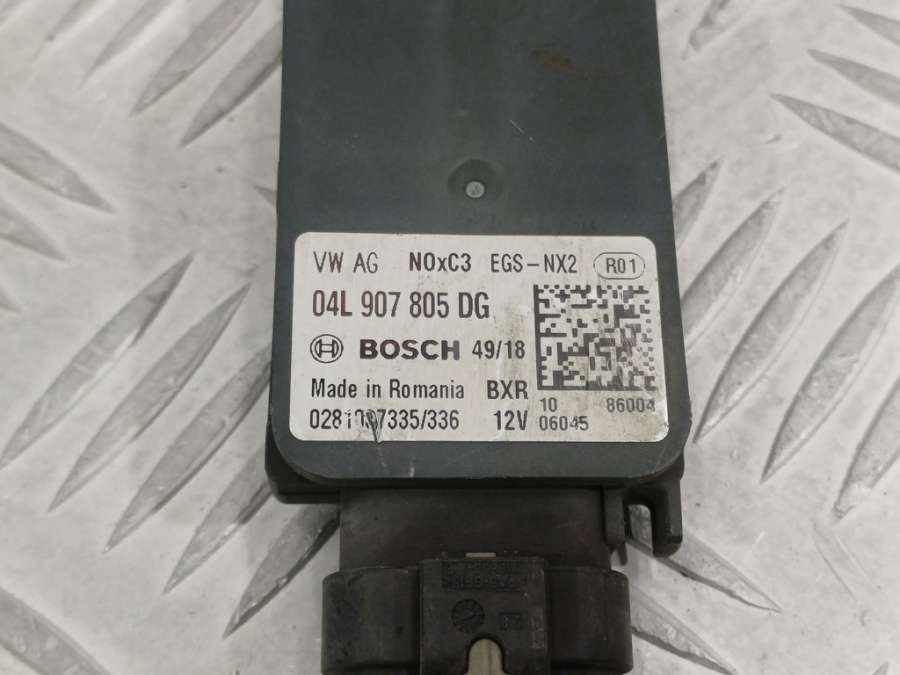 VW AG NOxC3 EGS-NX2 R01
04L 907 805 DG
BOSCH 49/18
Made in Romania BXR
12V
10 86004
06045